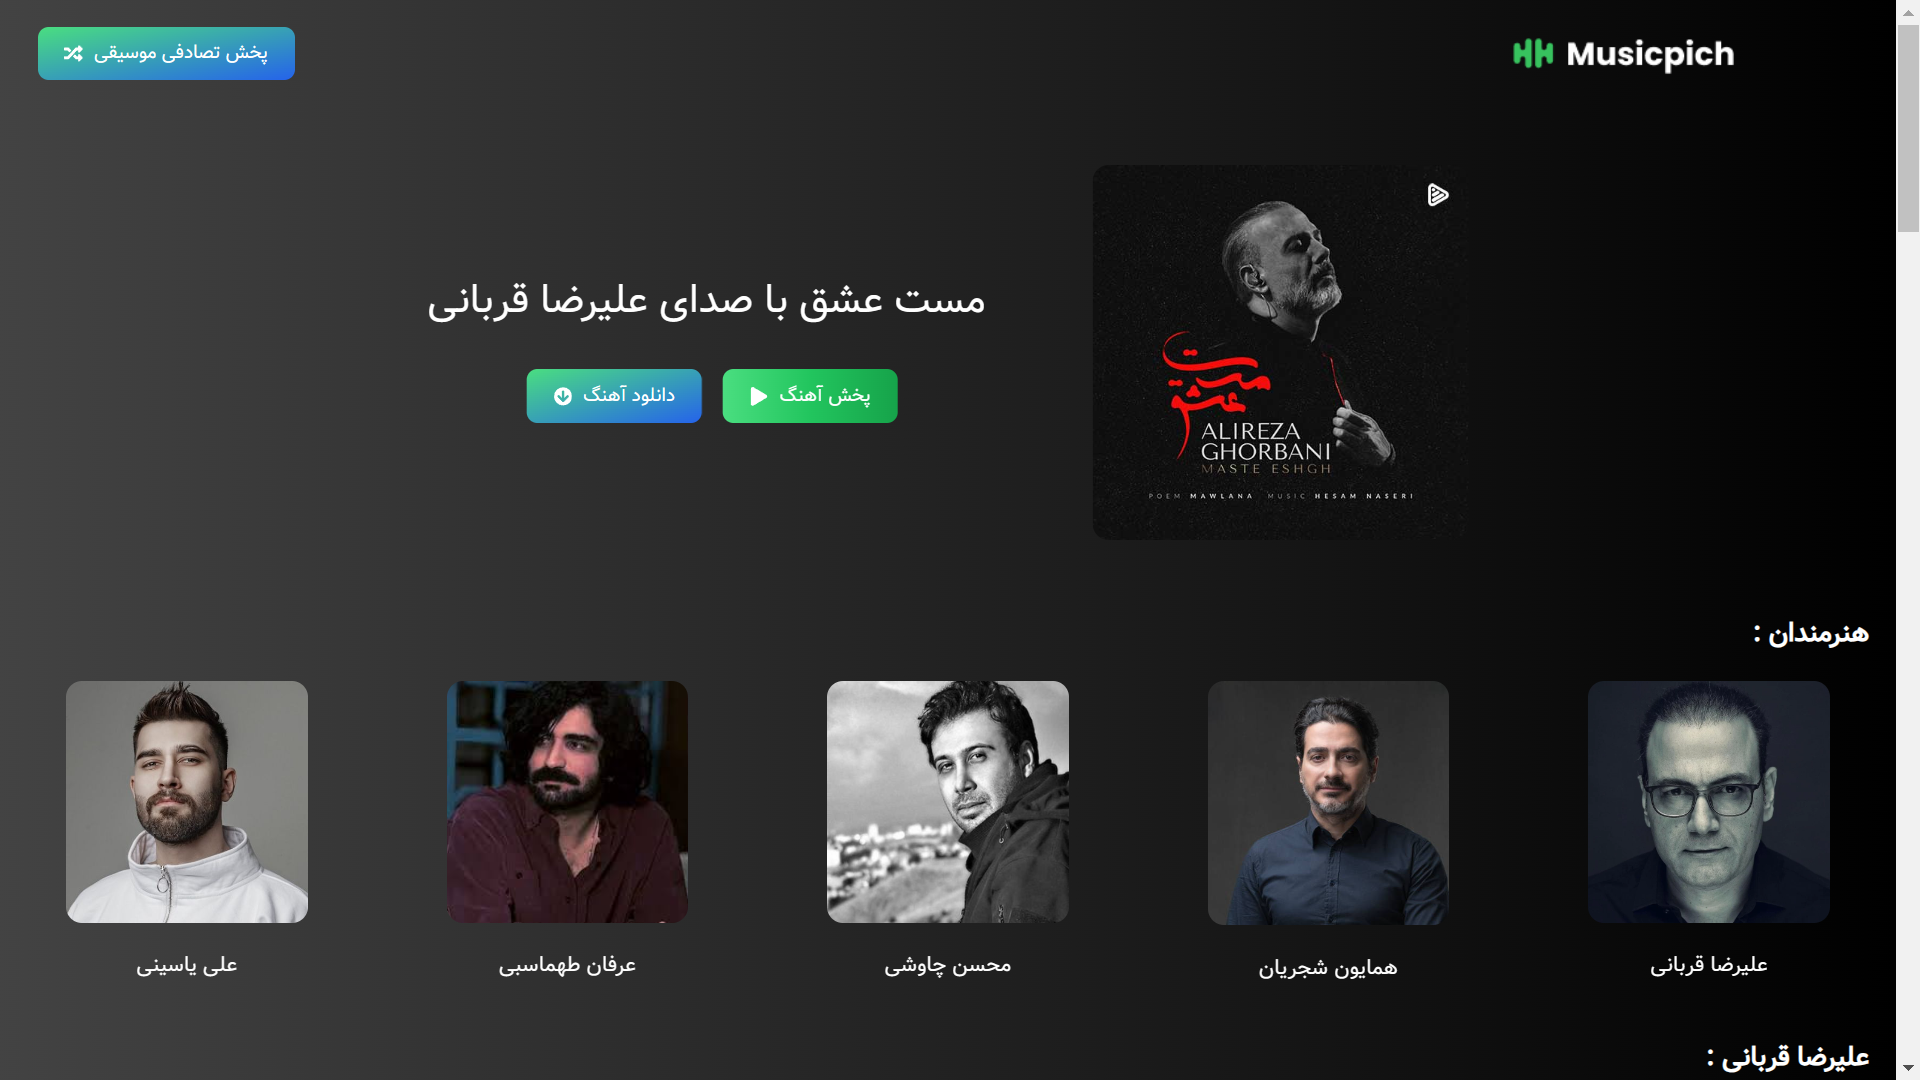 Musicpich
پخش تصادفی موسیقی
مست عشق
ALIREZA
GHORBANI
MASTE ESHGH
POEM MAWLANA MUSIC HESAM NASERI
مست عشق با صدای علیرضا قربانی
پخش آهنگ
دانلود آهنگ
هنرمندان :
علیرضا قربانی
همایون شجریان
محسن چاوشی
عرفان طهماسبی
علی یاسینی
علیرضا قربانی :